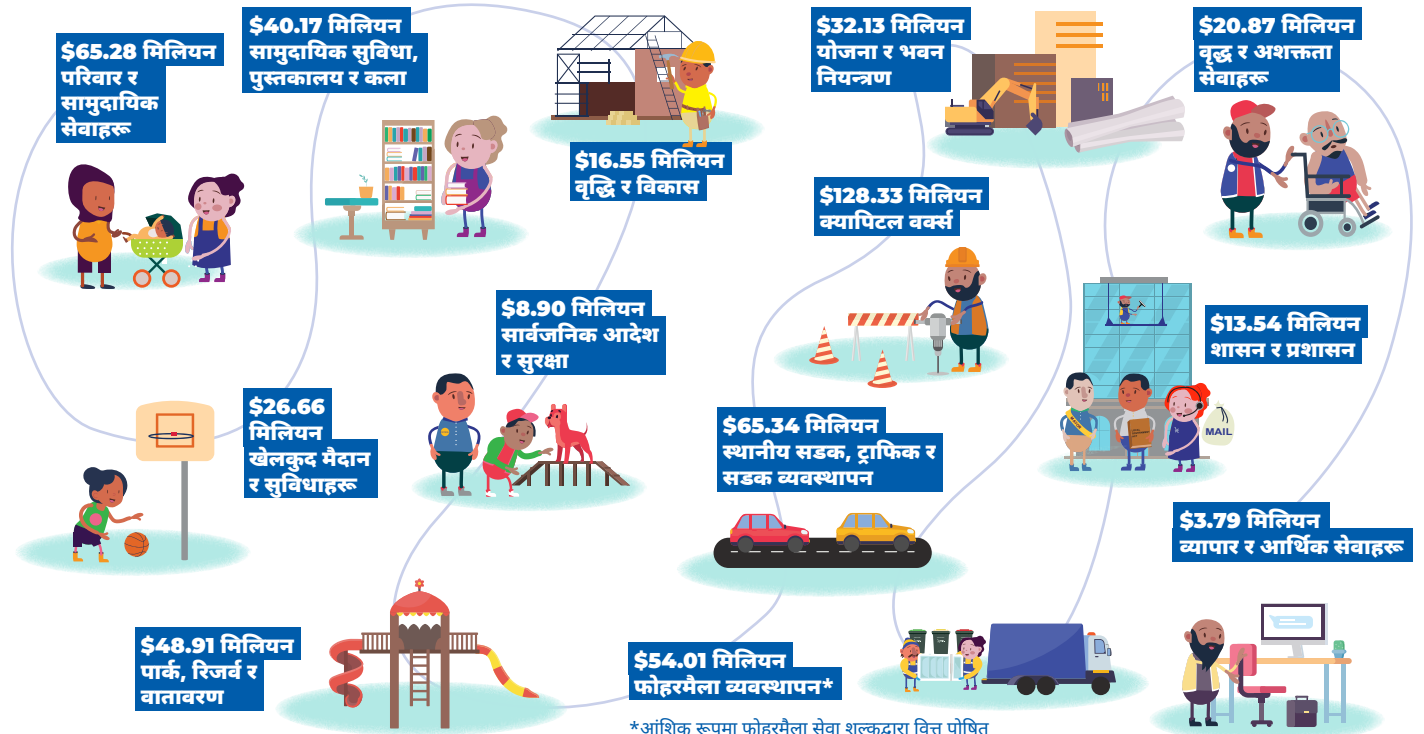 $65.28 मिलियन
परिवार र
सामुदायिक
सेवाहरू
$40.17 मिलियन
सामुदायिक सुविधा,
पुस्तकालय र कला
$16.55 मिलियन
वृद्धि र विकास
$32.13 मिलियन
योजना र भवन
नियन्त्रण
$20.87 मिलियन
वृद्ध र अशक्तता
सेवाहरू
$128.33 मिलियन
क्यापिटल वर्क्स
$8.90 मिलियन
सार्वजनिक आदेश
र सुरक्षा
$13.54 मिलियन
शासन र प्रशासन
MAIL
$26.66
मिलियन
खेलकुद मैदान
र सुविधाहरू
$65.34 मिलियन
स्थानीय सडक, ट्राफिक र
सडक व्यवस्थापन
$3.79 मिलियन
व्यापार र आर्थिक सेवाहरू
$48.91 मिलियन
पार्क, रिजर्व र
वातावरण
$54.01 मिलियन
फोहरमैला व्यवस्थापन*
*आंशिक रूपमा फोहरमैला सेवा शुल्कद्वारा वित्त पोषित